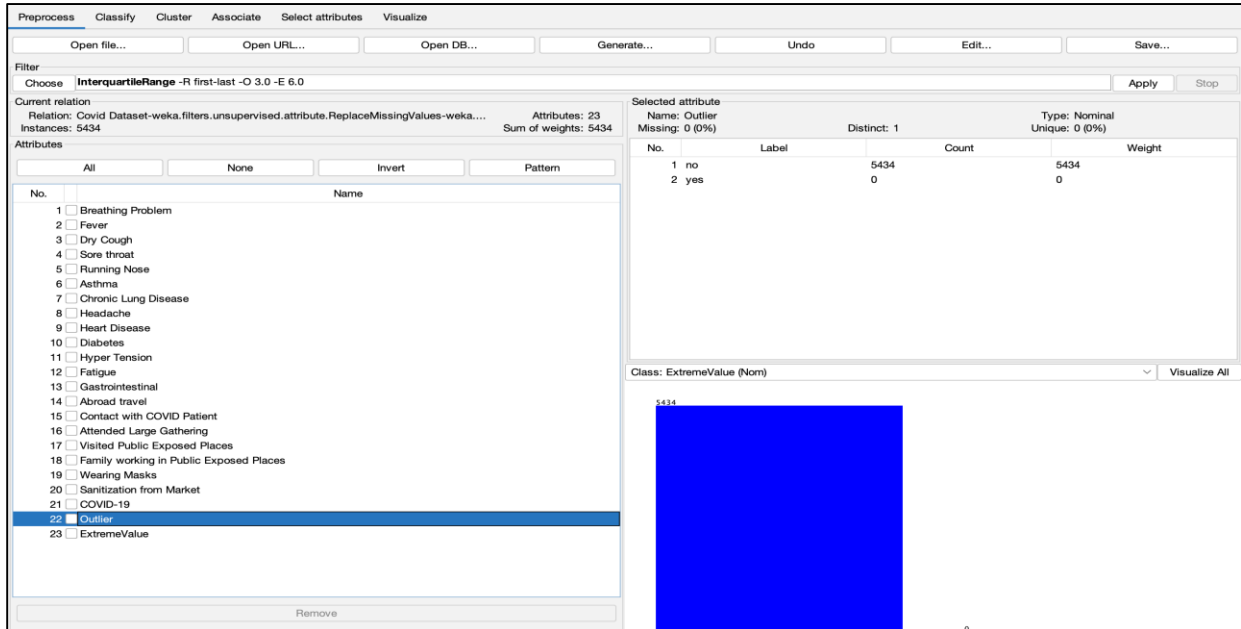 Preprocess Classify Cluster Associate Select attributes Visualize
Open file... Open URL... Open DB... Generate... Undo Edit... Save...
Filter
Choose InterquartileRange -R first-last -O 3.0 -E 6.0 Apply Stop
Current relation
Relation: Covid Dataset-weka.filters.unsupervised.attribute.ReplaceMissingValues-weka.... Attributes: 23
Instances: 5434 Sum of weights: 5434
Attributes
All None Invert Pattern
No. Name
1 Breathing Problem
2 Fever
3 Dry Cough
4 Sore throat
5 Running Nose
6 Asthma
7 Chronic Lung Disease
8 Headache
9 Heart Disease
10 Diabetes
11 Hyper Tension
12 Fatigue
13 Gastrointestinal
14 Abroad travel
15 Contact with COVID Patient
16 Attended Large Gathering
17 Visited Public Exposed Places
18 Family working in Public Exposed Places
19 Wearing Masks
20 Sanitization from Market
21 COVID-19
22 Outlier
23 ExtremeValue
Remove
Selected attribute
Name: Outlier Type: Nominal
Missing: 0 (0%) Distinct: 1 Unique: 0 (0%)
No. Label Count Weight
1 no 5434 5434
2 yes 0 0
Class: ExtremeValue (Nom) Visualize All
5434
0